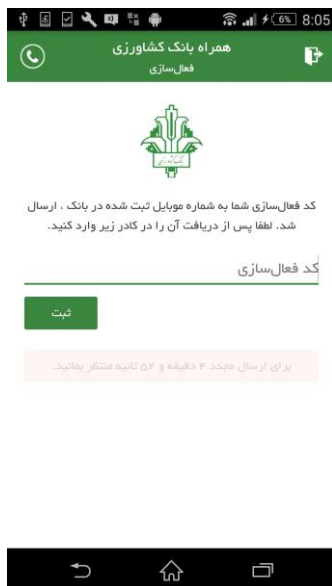 6% 8:05
همراه بانک کشاورزی
فعال‌سازی
بانک کشاورزی
کد فعال‌سازی شما به شماره موبایل ثبت شده در بانک ، ارسال
شد. لطفا پس از دریافت آن را در کادر زیر وارد کنید.
کد فعال‌سازی
ثبت
برای ارسال مجدد ۴ دقیقه و ۵۴ ثانیه منتظر بمانید.